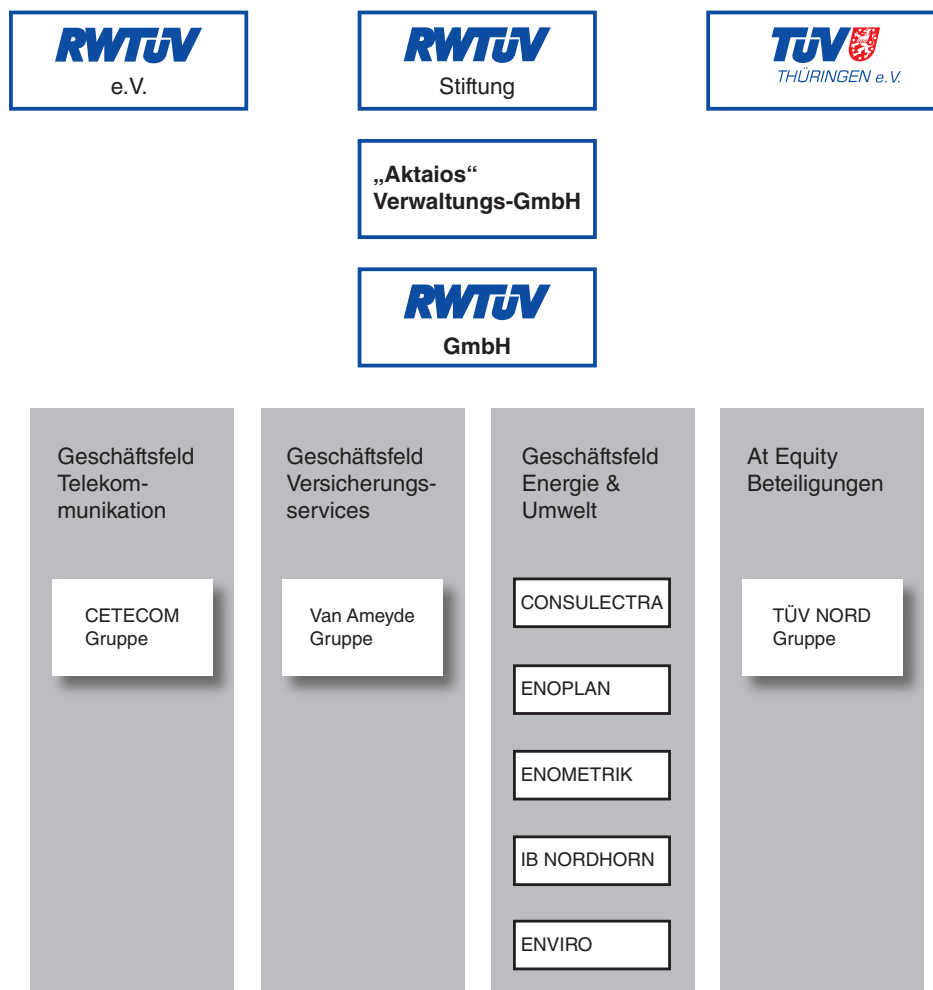 RWTÜV
e.V.
RWTÜV
Stiftung
TÜV
THÜRINGEN e.V.
„Aktaios“
Verwaltungs-GmbH
RWTÜV
GmbH
Geschäftsfeld
Telekom-
munikation
CETECOM
Gruppe
Geschäftsfeld
Versicherungs-
services
Van Ameyde
Gruppe
Geschäftsfeld
Energie &
Umwelt
CONSULECTRA
ENOPLAN
ENOMETRIK
IB NORDHORN
ENVIRO
At Equity
Beteiligungen
TÜV NORD
Gruppe